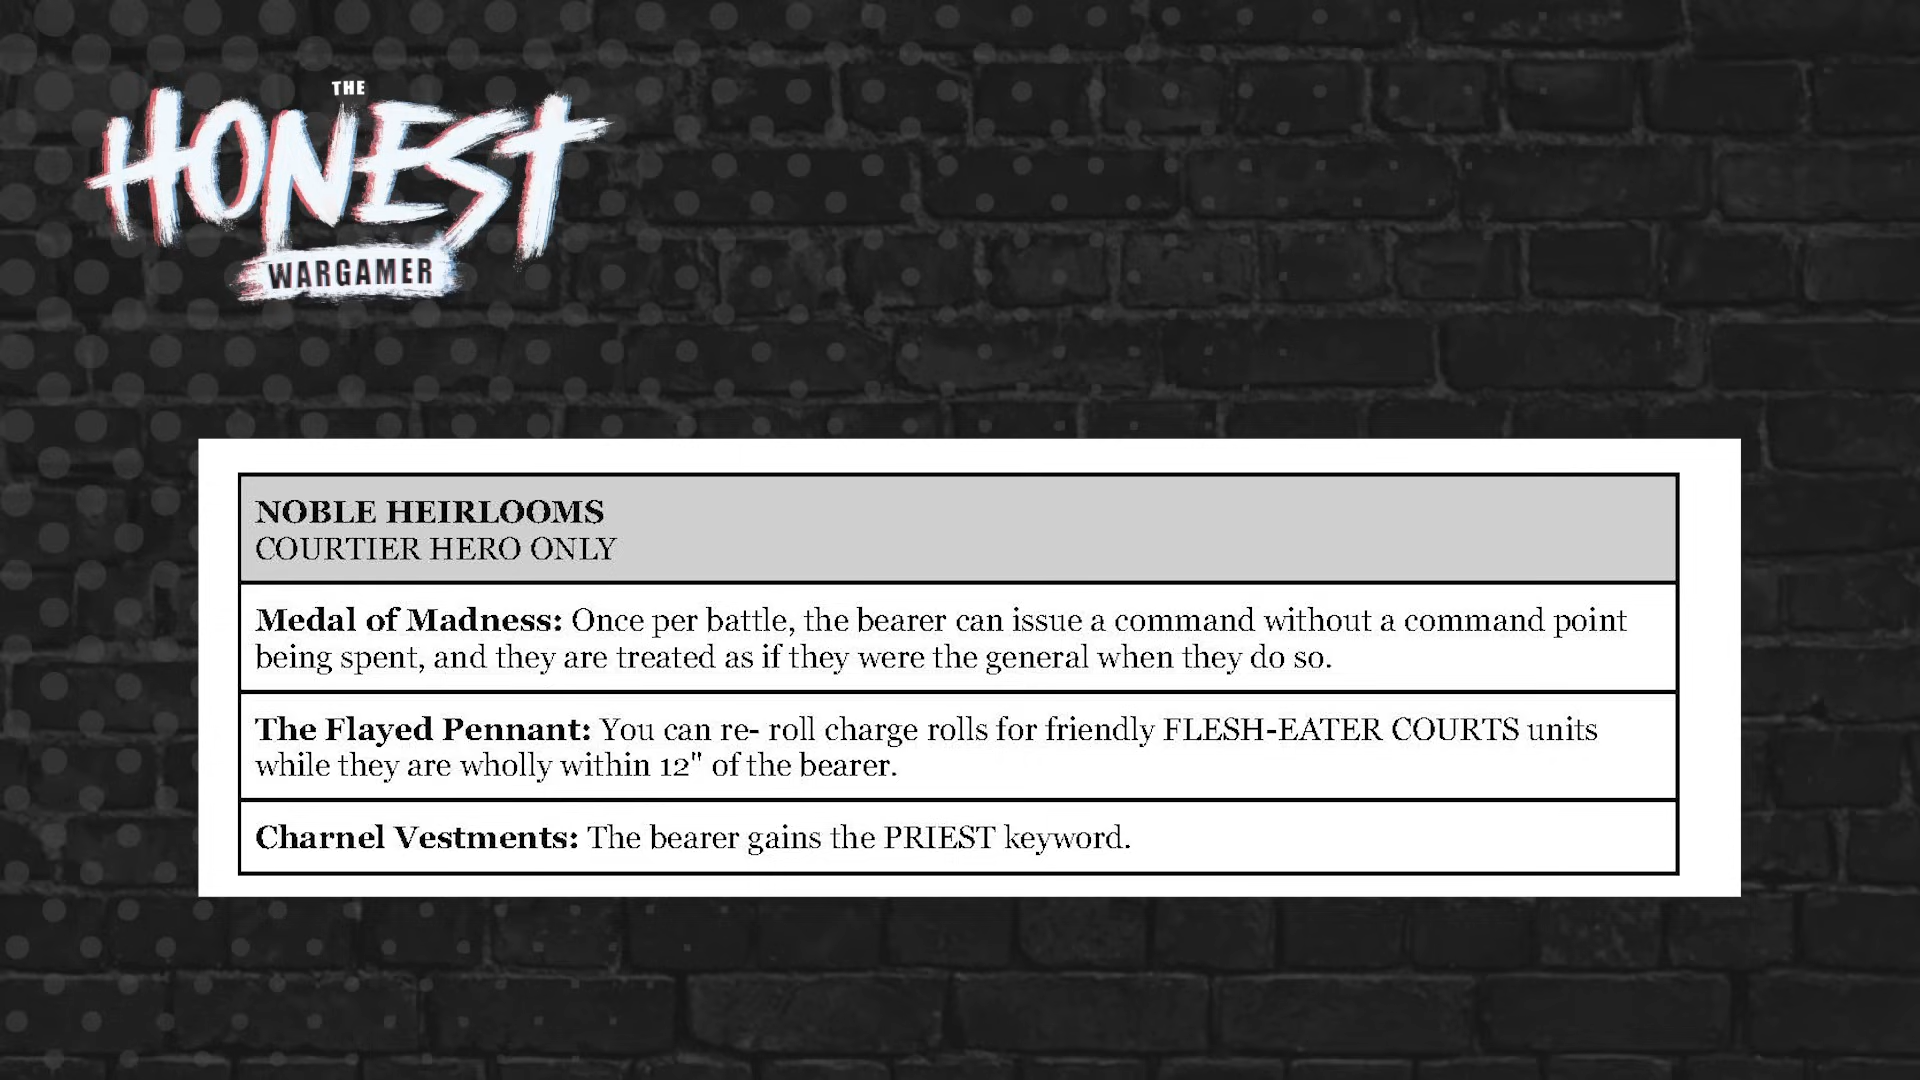 THE
HONEST
WARGAMER
NOBLE HEIRLOOMS
COURTIER HERO ONLY
Medal of Madness: Once per battle, the bearer can issue a command without a command point
being spent, and they are treated as if they were the general when they do so.
The Flayed Pennant: You can re- roll charge rolls for friendly FLESH-EATER COURTS units
while they are wholly within 12" of the bearer.
Charnel Vestments: The bearer gains the PRIEST keyword.